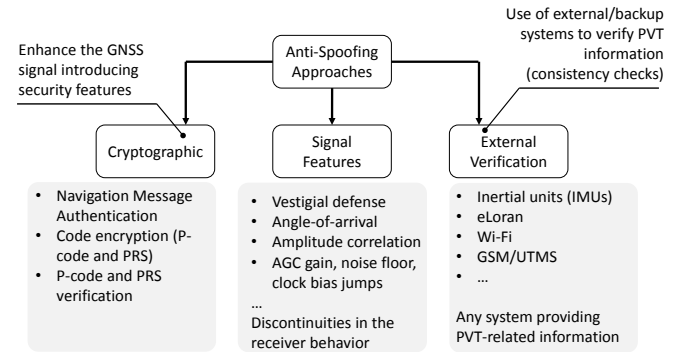 Enhance the GNSS
signal introducing
security features
Anti-Spoofing
Approaches
Use of external/backup
systems to verify PVT
information
(consistency checks)
Cryptographic
Signal
Features
External
Verification
• Navigation Message
Authentication
• Code encryption (P-
code and PRS)
• P-code and PRS
verification
• Vestigial defense
• Angle-of-arrival
• Amplitude correlation
• AGC gain, noise floor,
clock bias jumps
...
Discontinuities in the
receiver behavior
• Inertial units (IMUs)
• eLoran
• Wi-Fi
• GSM/UTMS
• ...
Any system providing
PVT-related information